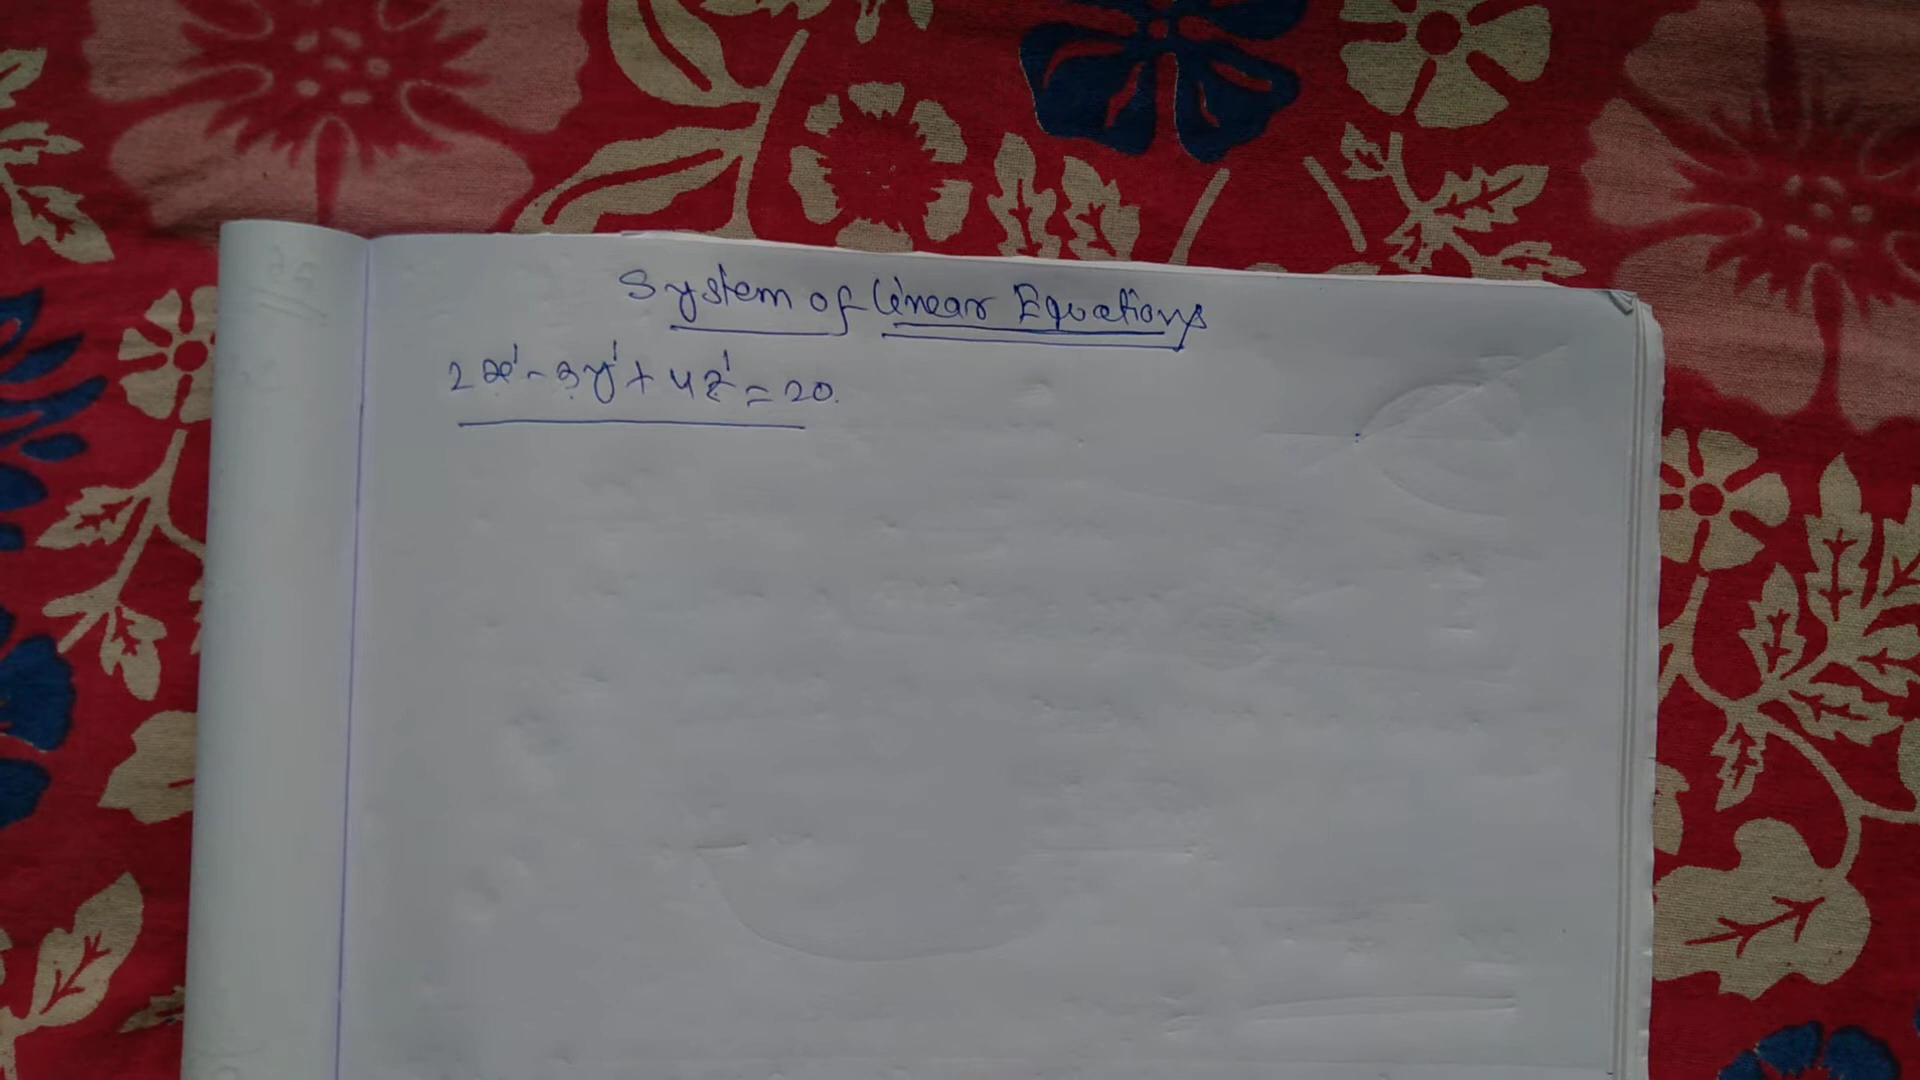 System of linear Equations
2x¹ - 3y¹ + 4z¹ = 20.